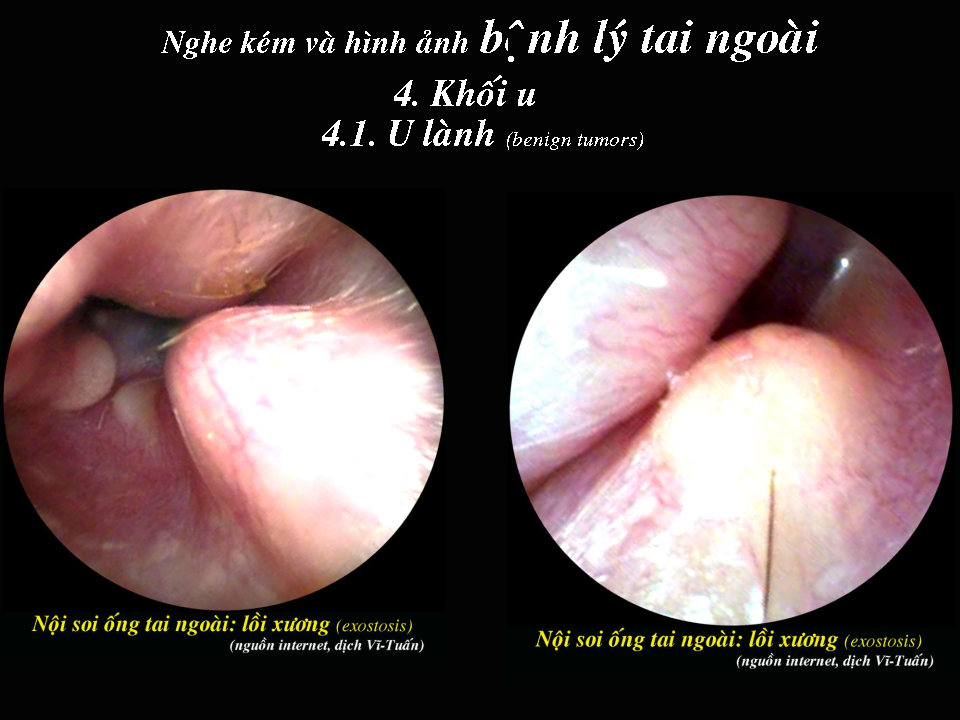 Nghe kém và hình ảnh bệnh lý tai ngoài
4. Khối u
4.1. U lành (benign tumors)
Nội soi ống tai ngoài: lồi xương (exostosis)
(nguồn internet, dịch Vĩ-Tuấn)
Nội soi ống tai ngoài: lồi xương (exostosis)
(nguồn internet, dịch Vĩ-Tuấn)